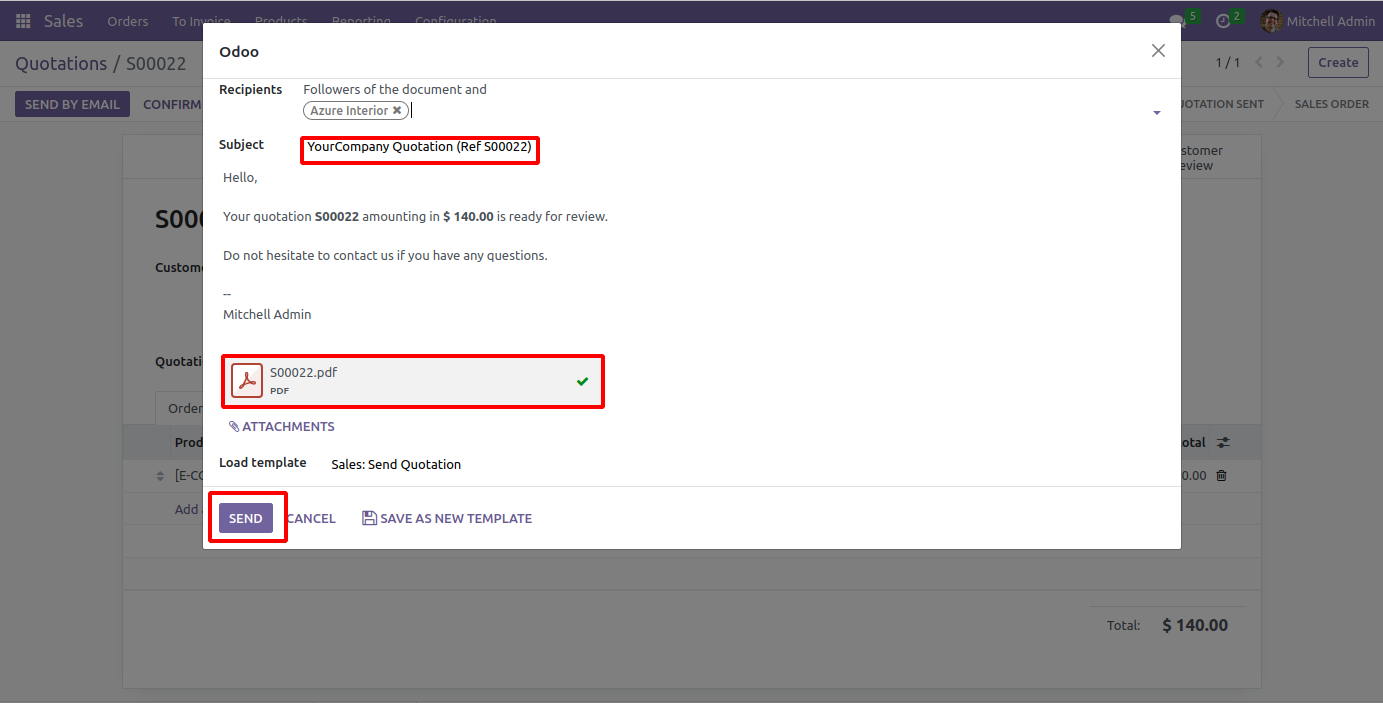 Sales Orders To Invoice Products Reporting Configuration 5 2 Mitchell Admin
Quotations / S00022 1 / 1 Create
SEND BY EMAIL CONFIRM UOTATION SENT SALES ORDER
Odoo
Recipients Followers of the document and
Azure Interior ✖
Subject YourCompany Quotation (Ref S00022)
stomer
eview
Hello,
S000
Your quotation S00022 amounting in $ 140.00 is ready for review.
Do not hesitate to contact us if you have any questions.
Custome
--
Mitchell Admin
Quotati
S00022.pdf
PDF
Order
ATTACHMENTS
Prod otal
Load template Sales: Send Quotation
[E-CO 0.00
Add
SEND CANCEL SAVE AS NEW TEMPLATE
Total: $ 140.00